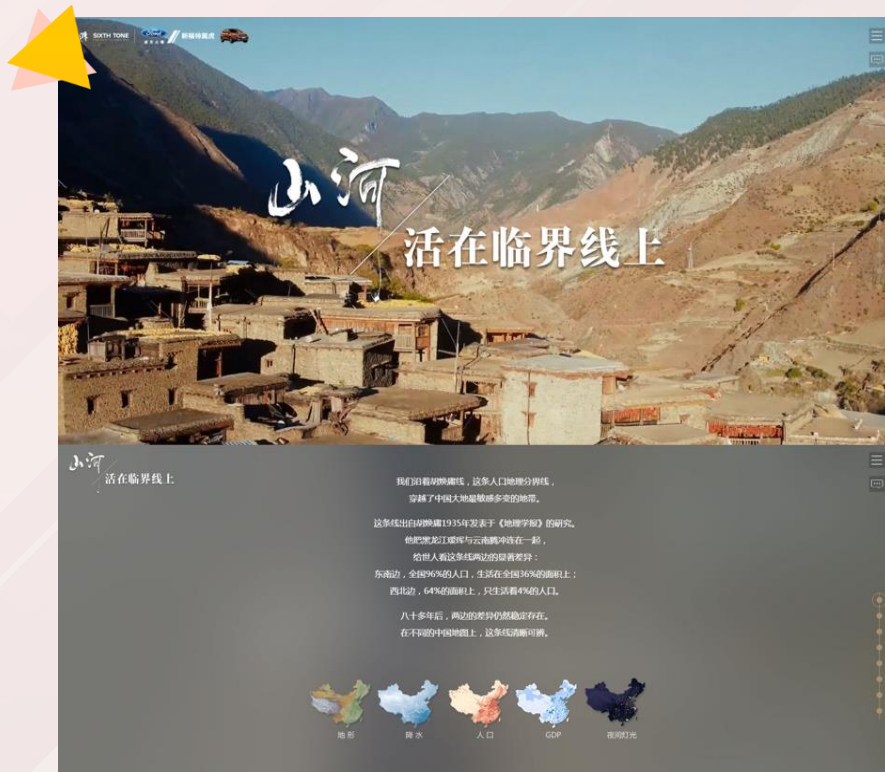 SIXTH TONE
Ford
新福特翼虎
山河
活在临界线上
山河
活在临界线上
我们沿着胡焕庸线,这条人口地理分界线,
穿越了中国大地最敏感多变的地带。
这条线出自胡焕庸1935年发表于《地理学报》的研究。
他把黑龙江瑷珲与云南腾冲连在一起,
给世人看这条线两边的显著差异:
东南边,全国96%的人口,生活在全国36%的面积上;
西北边,64%的面积上,只生活着4%的人口。
八十多年后,两边的差异仍然稳定存在。
在不同的中国地图上,这条线清晰可辨。
地形
降水
人口
GDP
夜间灯光